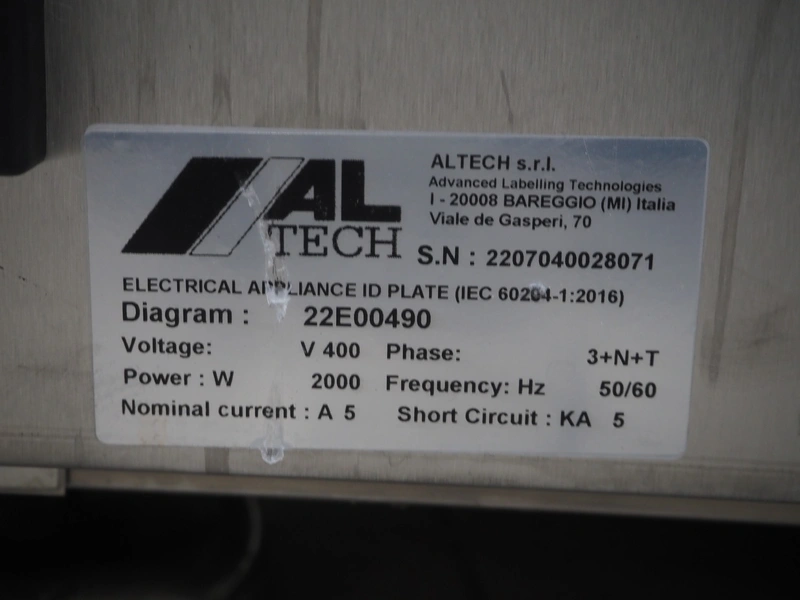 AL
TECH
ALTECH s.r.l.
Advanced Labelling Technologies
I - 20008 BAREGGIO (MI) Italia
Viale de Gasperi, 70
S.N : 2207040028071
ELECTRICAL APPLIANCE ID PLATE (IEC 60204-1:2016)
Diagram : 22E00490
Voltage: V 400 Phase: 3+N+T
Power : W 2000 Frequency: Hz 50/60
Nominal current : A 5 Short Circuit : KA 5